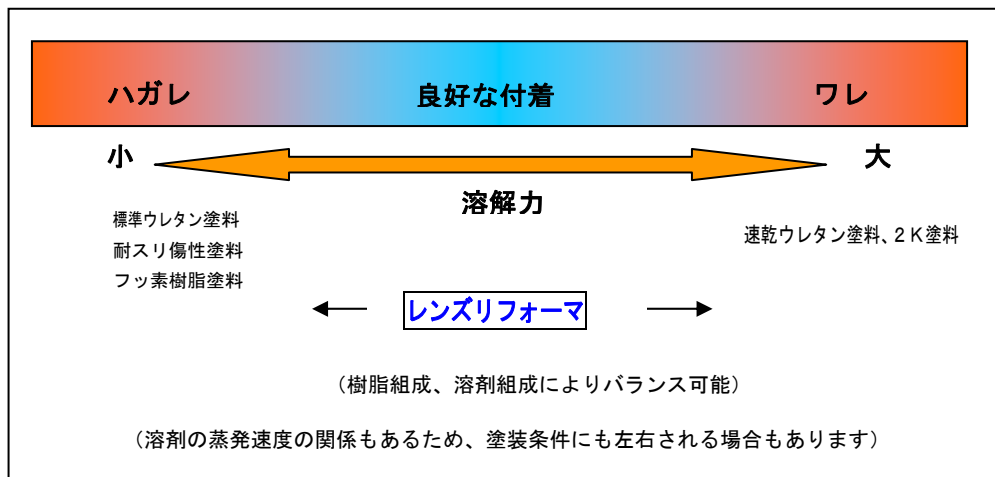 ハガレ 良好な付着 ワレ
小 大
溶解力
標準ウレタン塗料
耐スリ傷性塗料
フッ素樹脂塗料
速乾ウレタン塗料、２Ｋ塗料
レンズリフォーマ
（樹脂組成、溶剤組成によりバランス可能）
（溶剤の蒸発速度の関係もあるため、塗装条件にも左右される場合もあります）